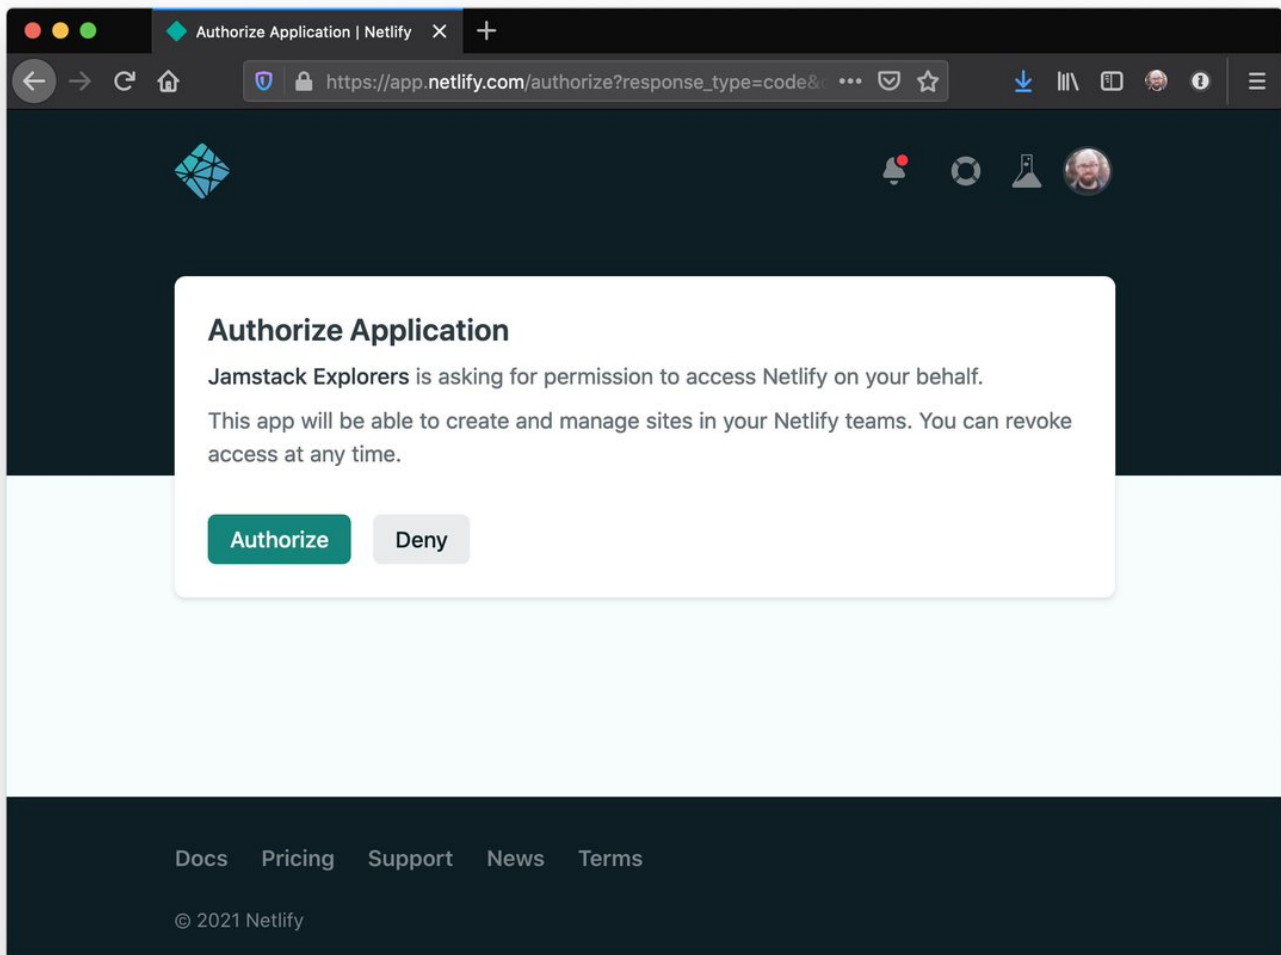 Authorize Application | Netlify
https://app.netlify.com/authorize?response_type=code&
Authorize Application
Jamstack Explorers is asking for permission to access Netlify on your behalf.
This app will be able to create and manage sites in your Netlify teams. You can revoke
access at any time.
Authorize Deny
Docs Pricing Support News Terms
© 2021 Netlify